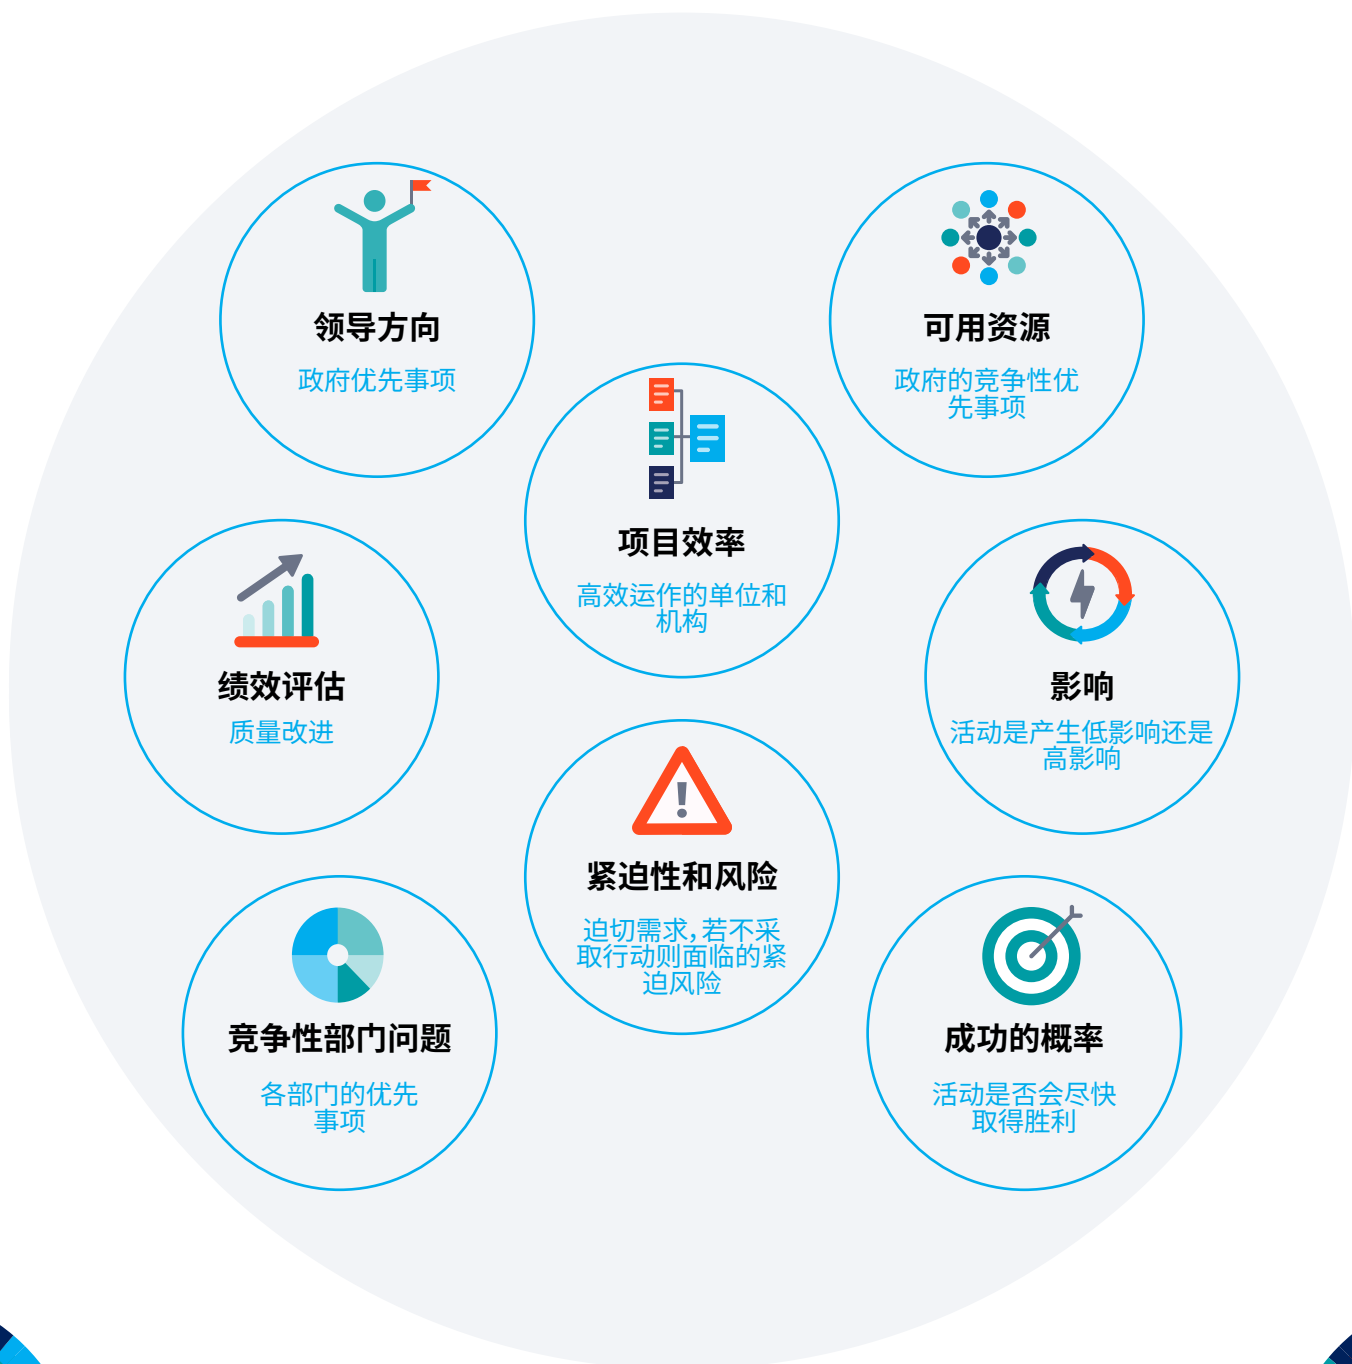 领导方向
政府优先事项
可用资源
政府的竞争性优
先事项
项目效率
高效运作的单位和
机构
绩效评估
质量改进
影响
活动是产生低影响还是
高影响
紧迫性和风险
迫切需求，若不采
取行动则面临的紧
迫风险
竞争性部门问题
各部门的优先
事项
成功的概率
活动是否会尽快
取得胜利